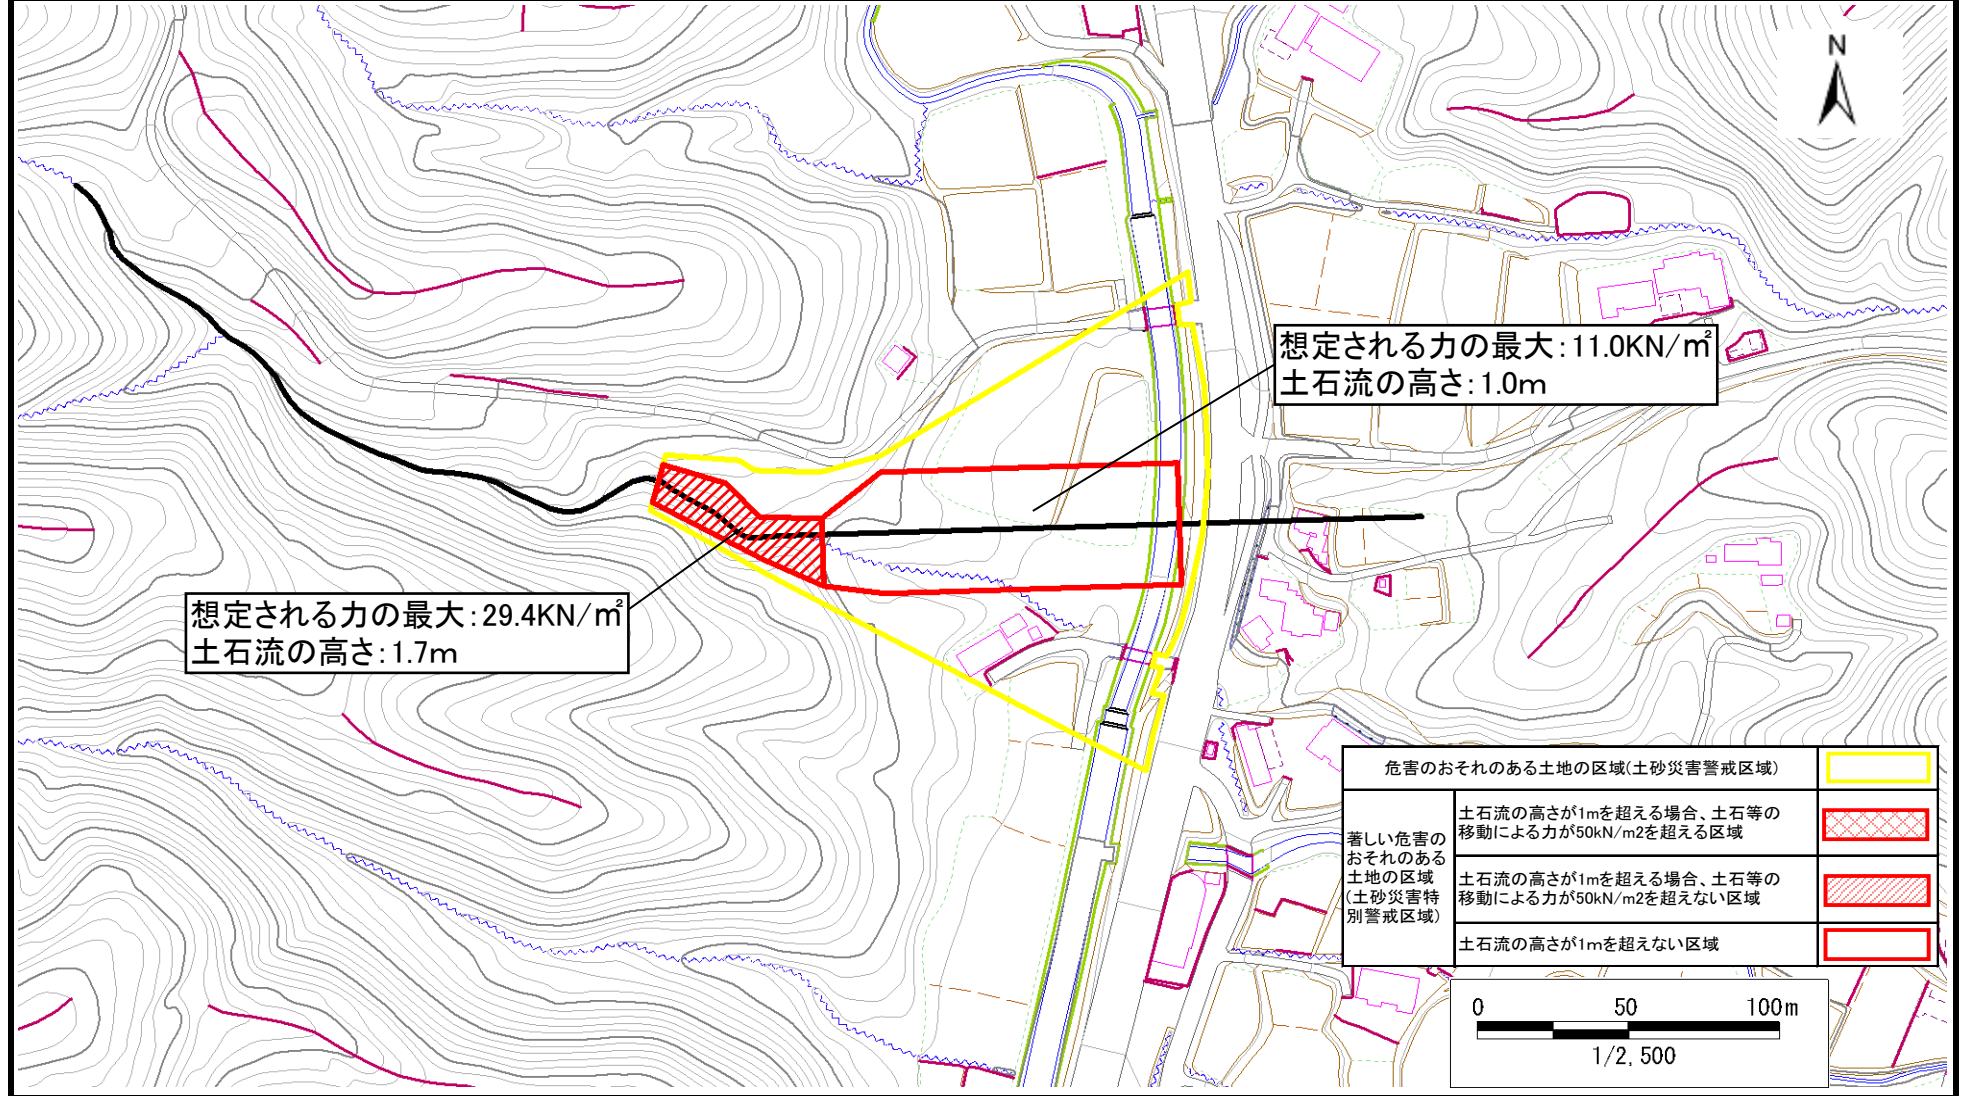 N
想定される力の最大:11.0KN/㎡
土石流の高さ:1.0m
想定される力の最大:29.4KN/㎡
土石流の高さ:1.7m
危害のおそれのある土地の区域(土砂災害警戒区域)
著しい危害の
おそれのある
土地の区域
(土砂災害特
別警戒区域)
土石流の高さが1mを超える場合、土石等の
移動による力が50kN/m2を超える区域
土石流の高さが1mを超える場合、土石等の
移動による力が50kN/m2を超えない区域
土石流の高さが1mを超えない区域
0 50 100m
1/2,500